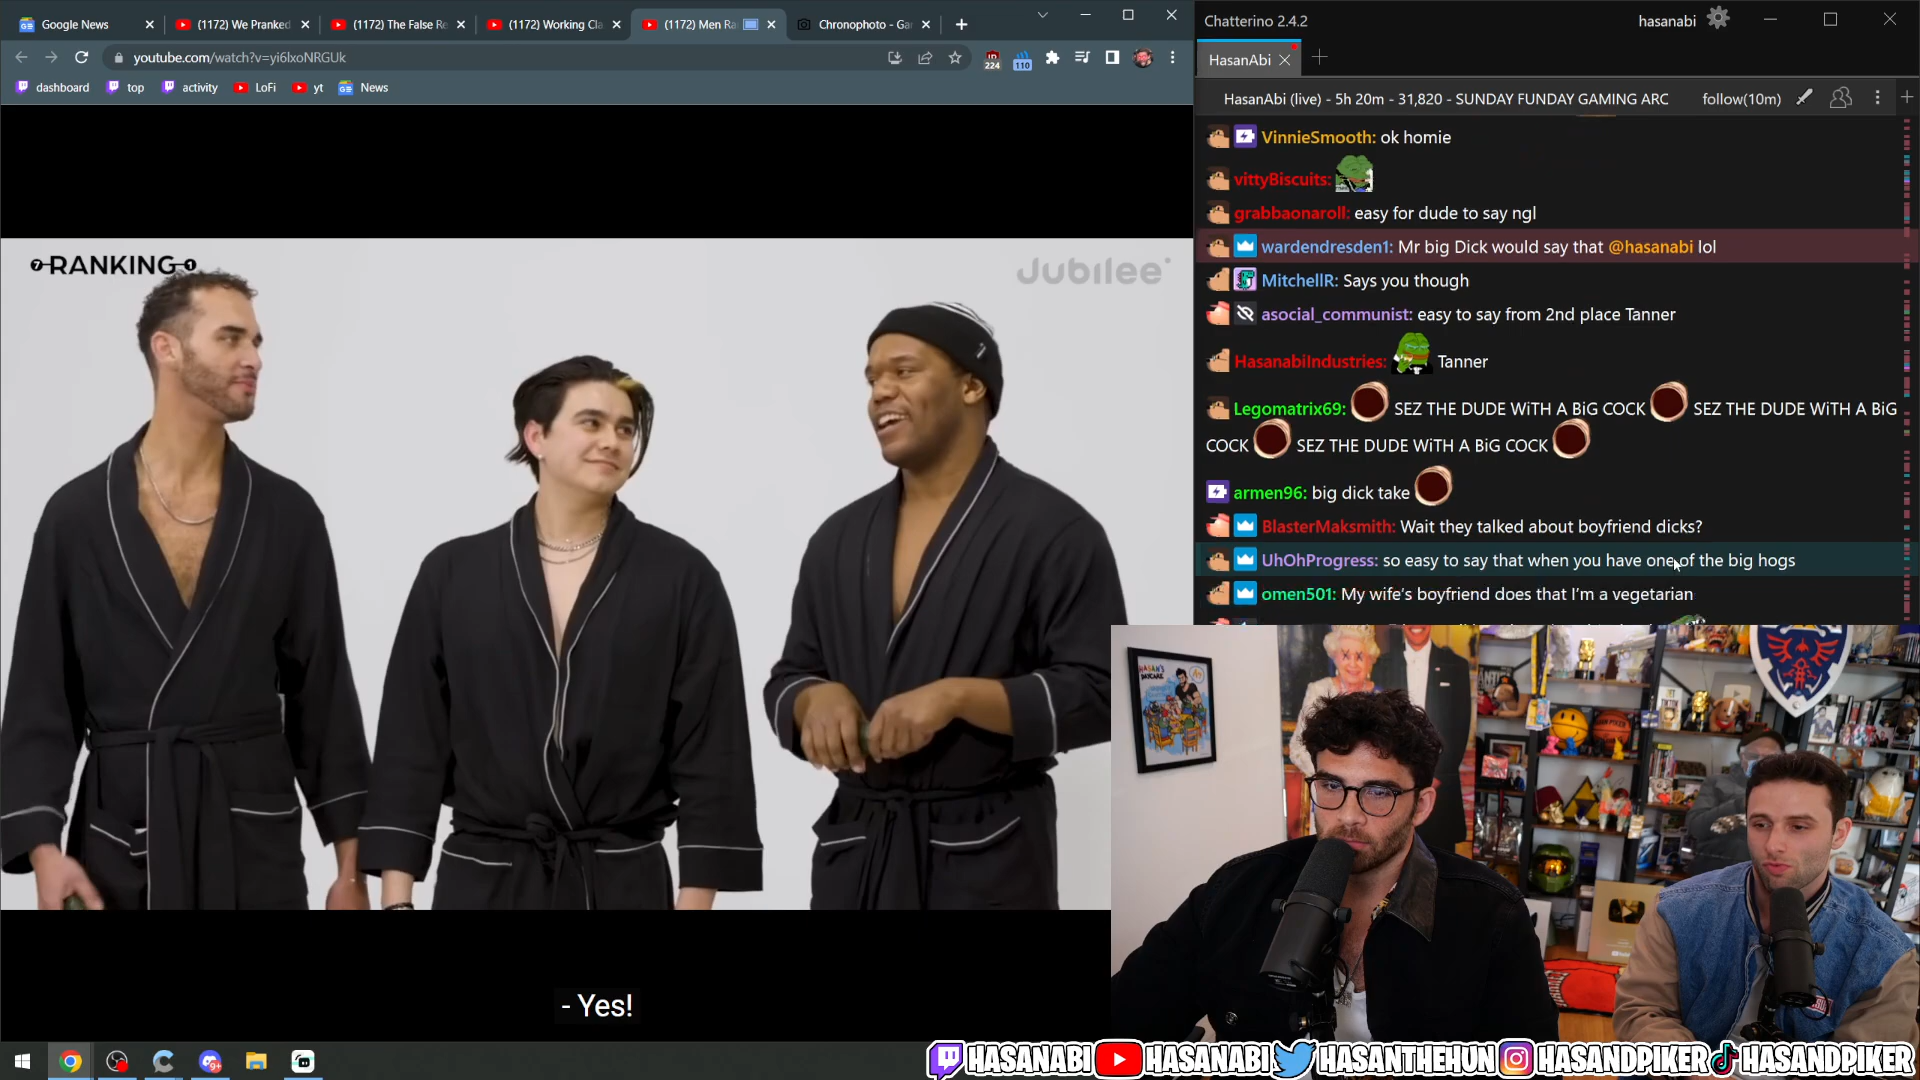 Google News
(1172) We Pranked
(1172) The False Re
(1172) Working Cla
(1172) Men Ra
Chronophoto - Ga
youtube.com/watch?v=yi6lxoNRGUk
224
110
dashboard
top
activity
LoFi
yt
News
RANKING
Jubilee
- Yes!
Chatterino 2.4.2
hasanabi
HasanAbi
HasanAbi (live) - 5h 20m - 31,820 - SUNDAY FUNDAY GAMING ARC
follow(10m)
VinnieSmooth: ok homie
vittyBiscuits:
grabbaonaroll: easy for dude to say ngl
wardendresden1: Mr big Dick would say that @hasanabi lol
MitchellR: Says you though
asocial_communist: easy to say from 2nd place Tanner
HasanabiIndustries: Tanner
Legomatrix69: SEZ THE DUDE WiTH A BiG COCK SEZ THE DUDE WiTH A BiG
COCK SEZ THE DUDE WiTH A BiG COCK
armen96: big dick take
BlasterMaksmith: Wait they talked about boyfriend dicks?
UhOhProgress: so easy to say that when you have one of the big hogs
omen501: My wife's boyfriend does that I'm a vegetarian
HASANABI HASANABI HASANTHEHUN HASANDPIKER HASANDPIKER